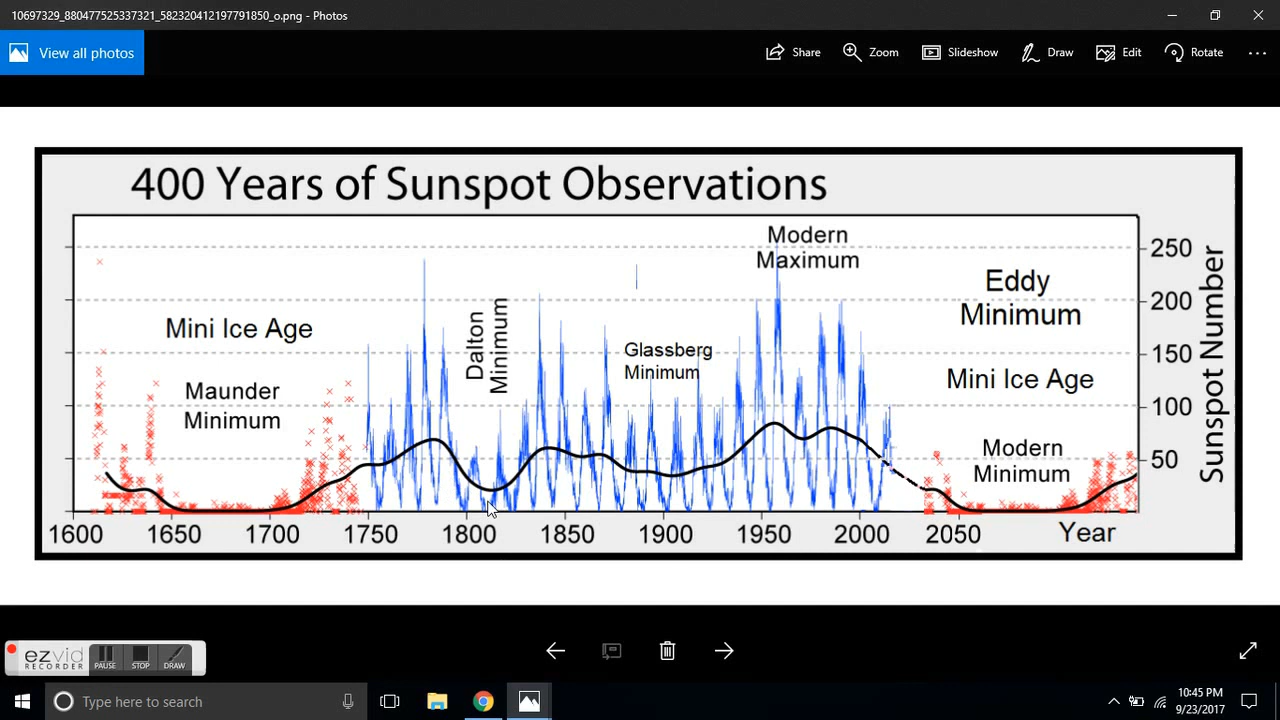 10697329_880477525337321_582320412197791850_o.png - Photos
View all photos
Share
Zoom
Slideshow
Draw
Edit
Rotate
400 Years of Sunspot Observations
Modern
Maximum
250
Eddy
Minimum
200
Mini Ice Age
Dalton
Minimum
Glassberg
Minimum
150
Mini Ice Age
Maunder
Minimum
100
Modern
Minimum
50
Sunspot Number
1600 1650 1700 1750 1800 1850 1900 1950 2000 2050 Year
ezvid
RECORDER
PAUSE STOP DRAW
Type here to search
10:45 PM
9/23/2017